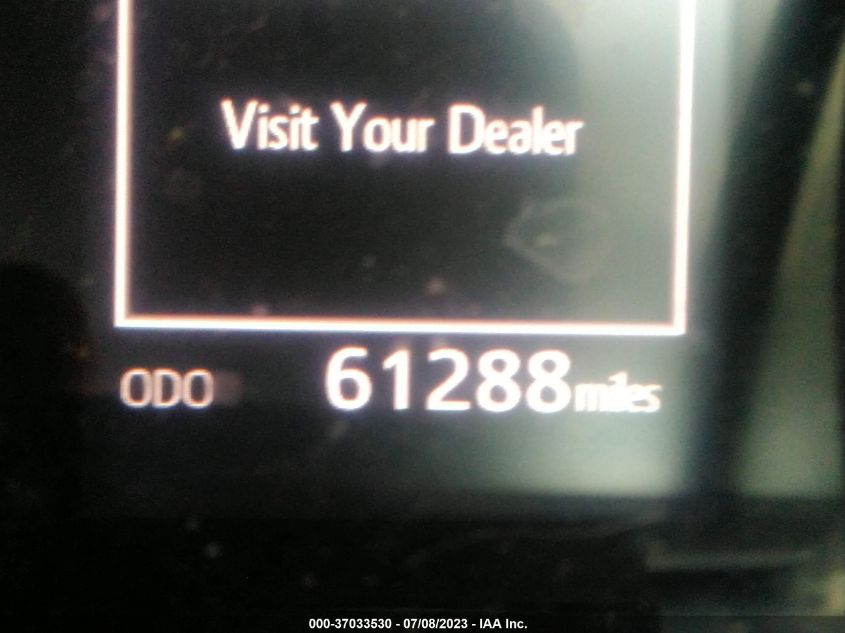 Visit Your Dealer
ODO 61288 miles
000-37033530 - 07/08/2023 - IAA Inc.